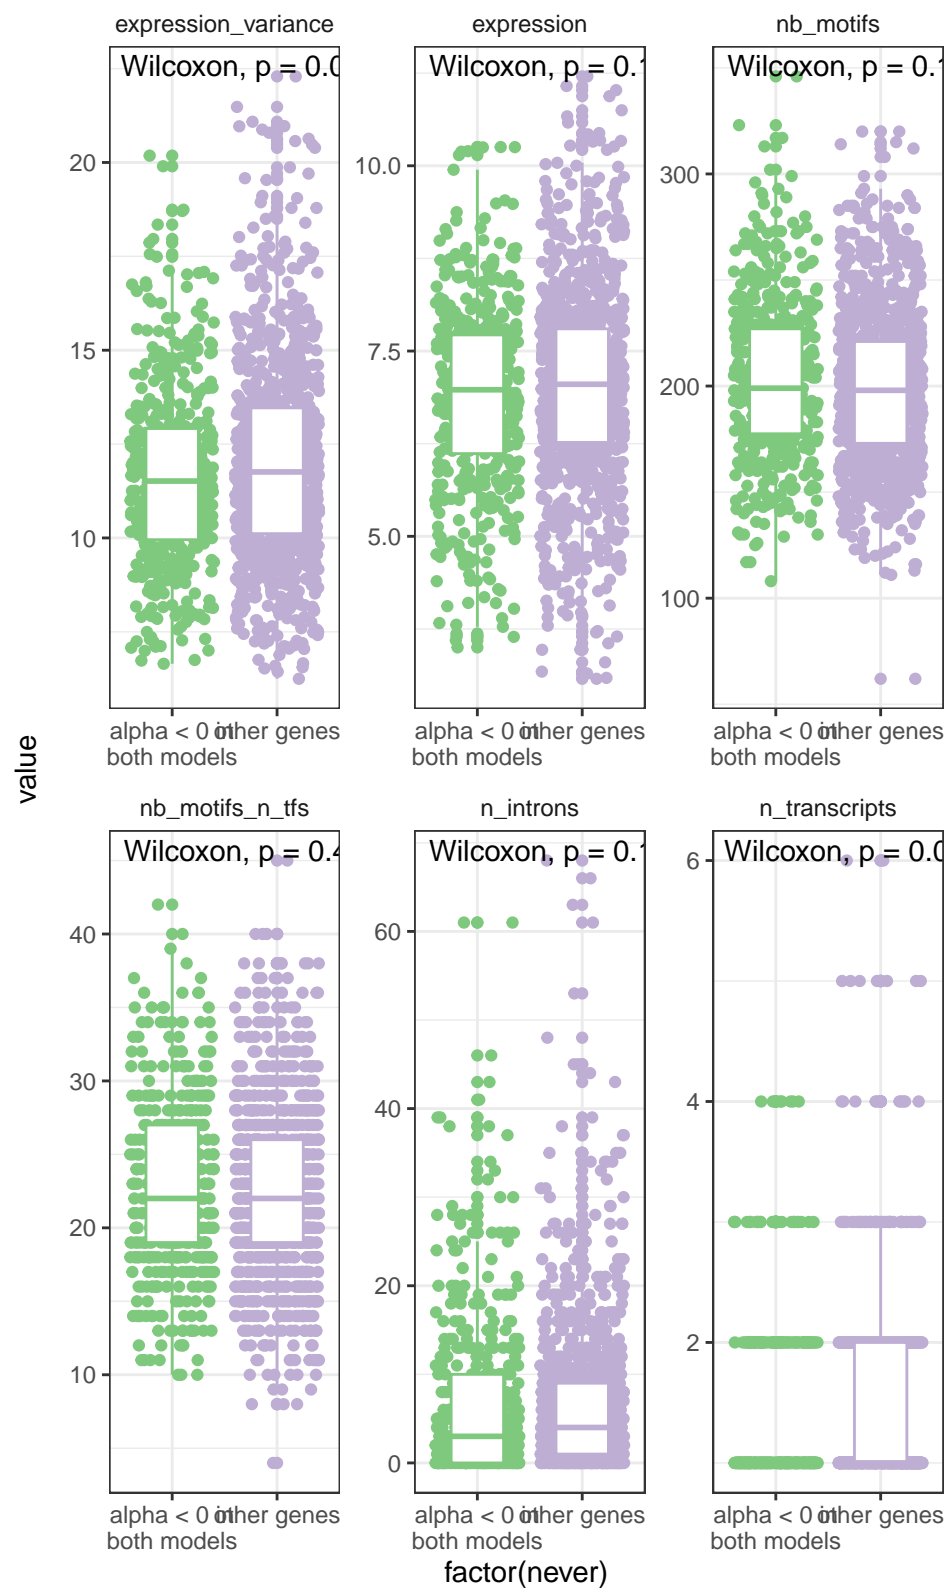 expression_variance
expression
nb_motifs
Wilcoxon, p = 0.0
Wilcoxon, p = 0.1
Wilcoxon, p = 0.1
20
15
10
10.0
7.5
5.0
300
200
100
alpha < 0 in
both models
other genes
alpha < 0 in
both models
other genes
alpha < 0 in
both models
other genes
value
nb_motifs_n_tfs
n_introns
n_transcripts
Wilcoxon, p = 0.4
Wilcoxon, p = 0.1
Wilcoxon, p = 0.0
40
30
20
10
60
40
20
0
6
4
2
alpha < 0 in
both models
other genes
alpha < 0 in
both models
other genes
alpha < 0 in
both models
other genes
factor(never)